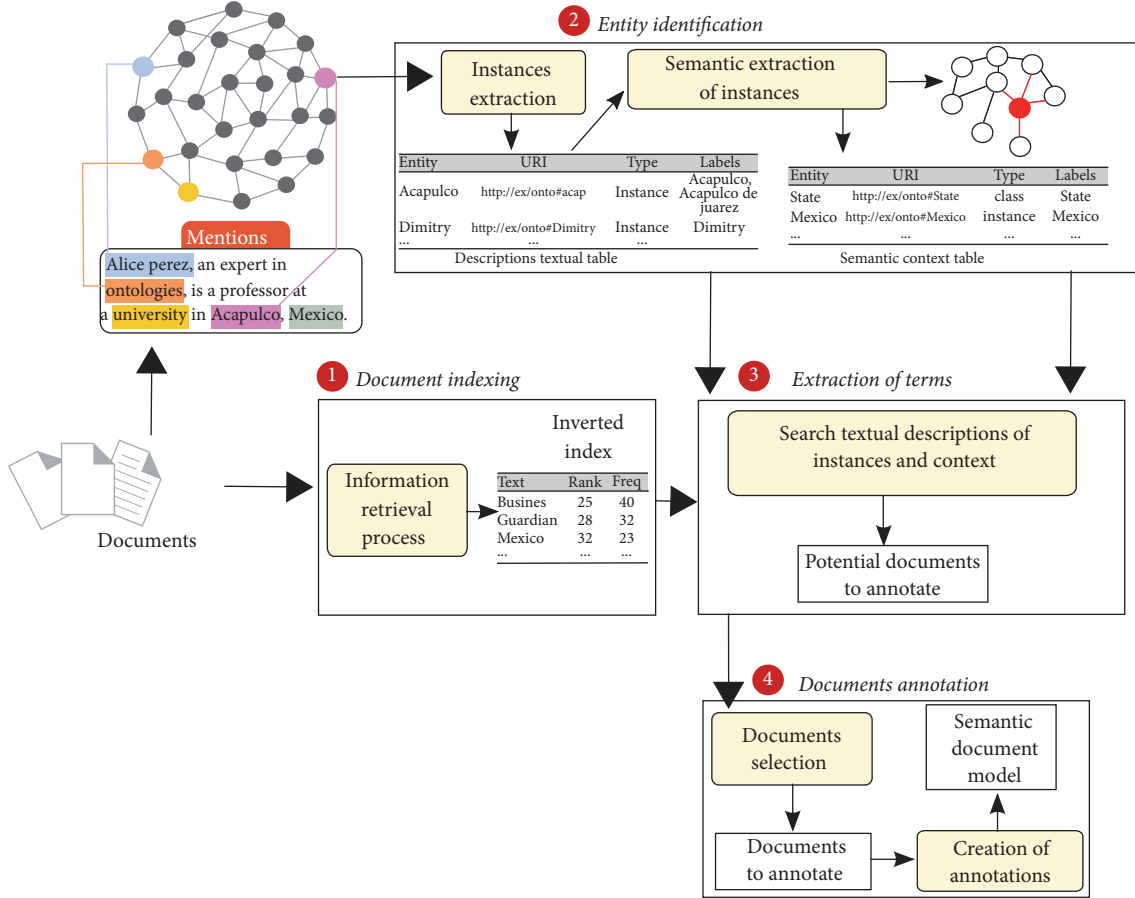 2 Entity identification
Instances
extraction
Semantic extraction
of instances
Entity URI Type Labels
Acapulco http://ex/onto#acap Instance Acapulco,
Acapulco de
juarez
Dimitry http://ex/onto#Dimitry Instance Dimitry
... ... ...
Descriptions textual table
Entity URI Type Labels
State http://ex/onto#State class State
Mexico http://ex/onto#Mexico instance Mexico
... ... ... ...
Semantic context table
Mentions
Alice perez, an expert in
ontologies, is a professor at
a university in Acapulco, Mexico.
Documents
1 Document indexing
Information
retrieval
process
Inverted
index
Text Rank Freq
Busines 25 40
Guardian 28 32
Mexico 32 23
... ... ...
3 Extraction of terms
Search textual descriptions of
instances and context
Potential documents
to annotate
4 Documents annotation
Documents
selection
Semantic
document
model
Documents
to annotate
Creation of
annotations